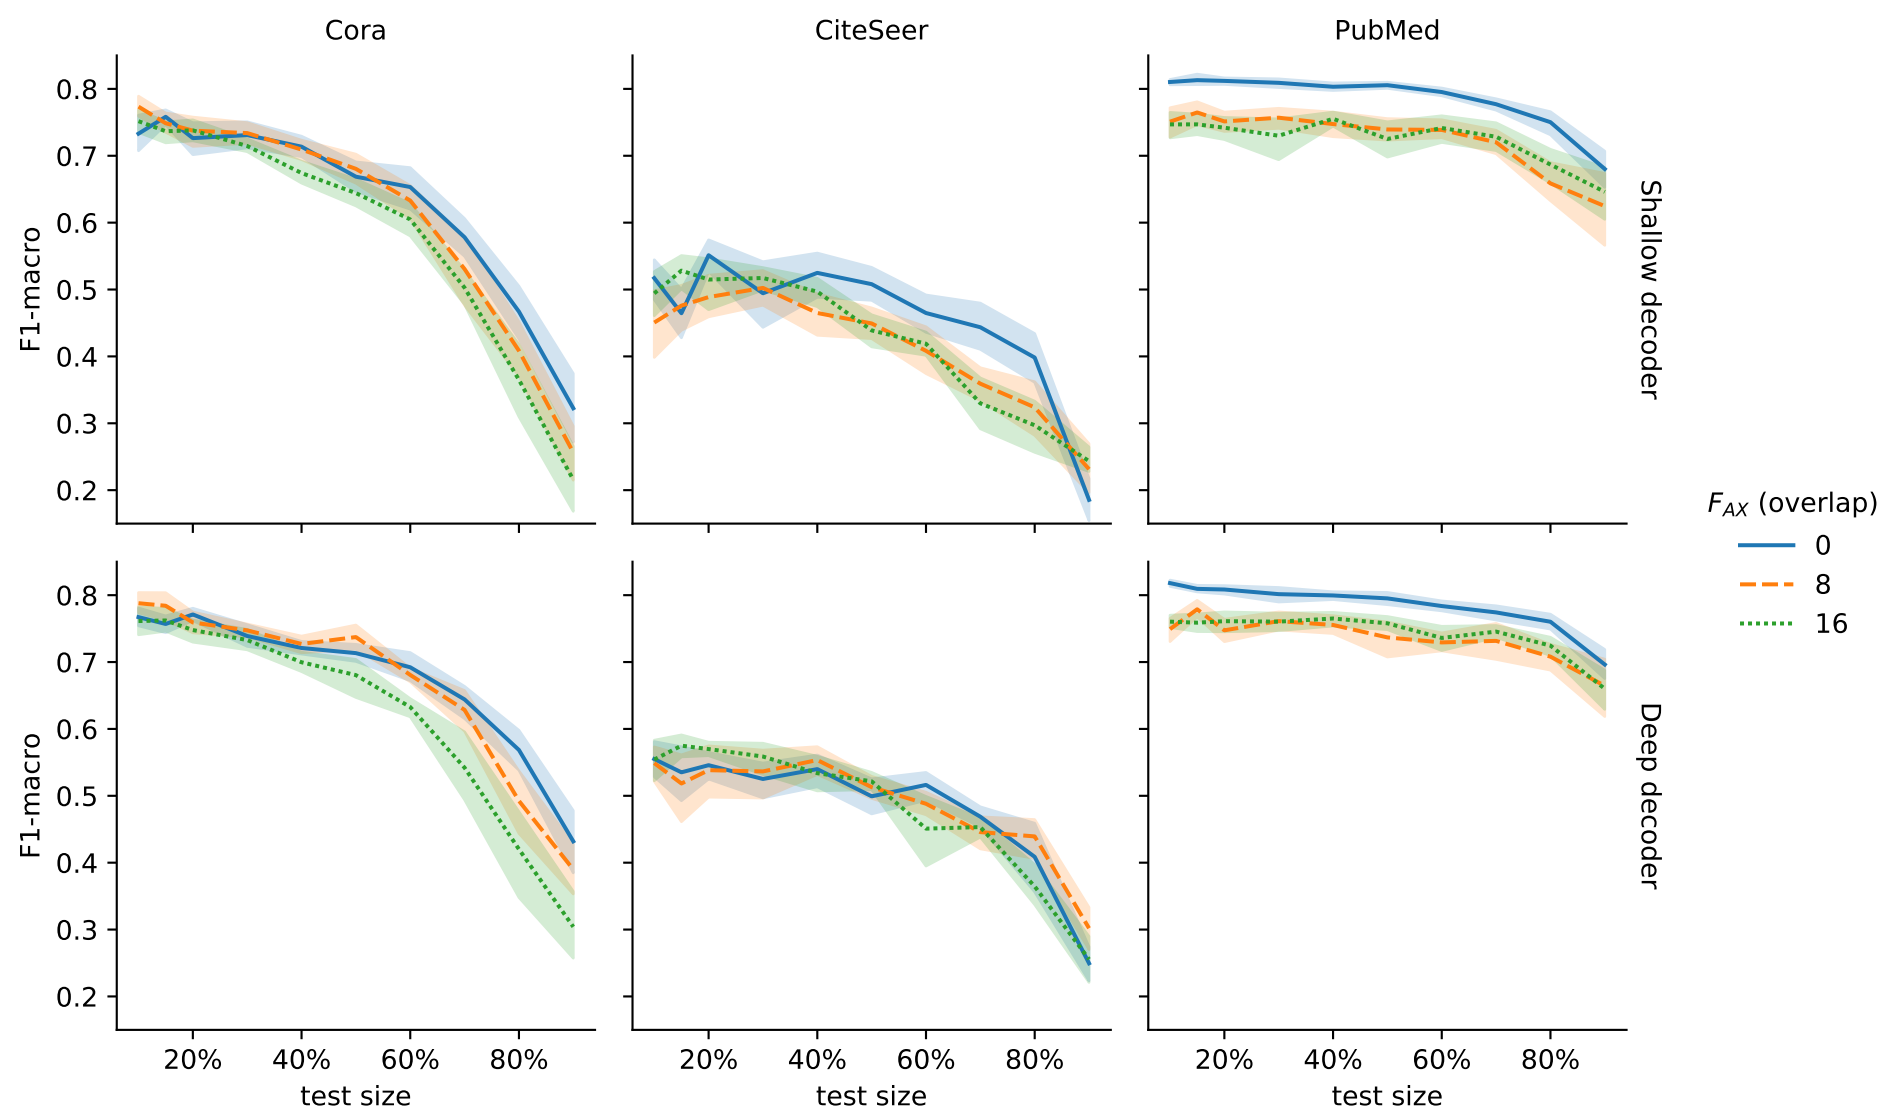 Cora
CiteSeer
PubMed
F1-macro
0.8
0.7
0.6
0.5
0.4
0.3
0.2
Shallow decoder
F1-macro
0.8
0.7
0.6
0.5
0.4
0.3
0.2
Deep decoder
20% 40% 60% 80%
test size
20% 40% 60% 80%
test size
20% 40% 60% 80%
test size
F_AX (overlap)
0
8
16